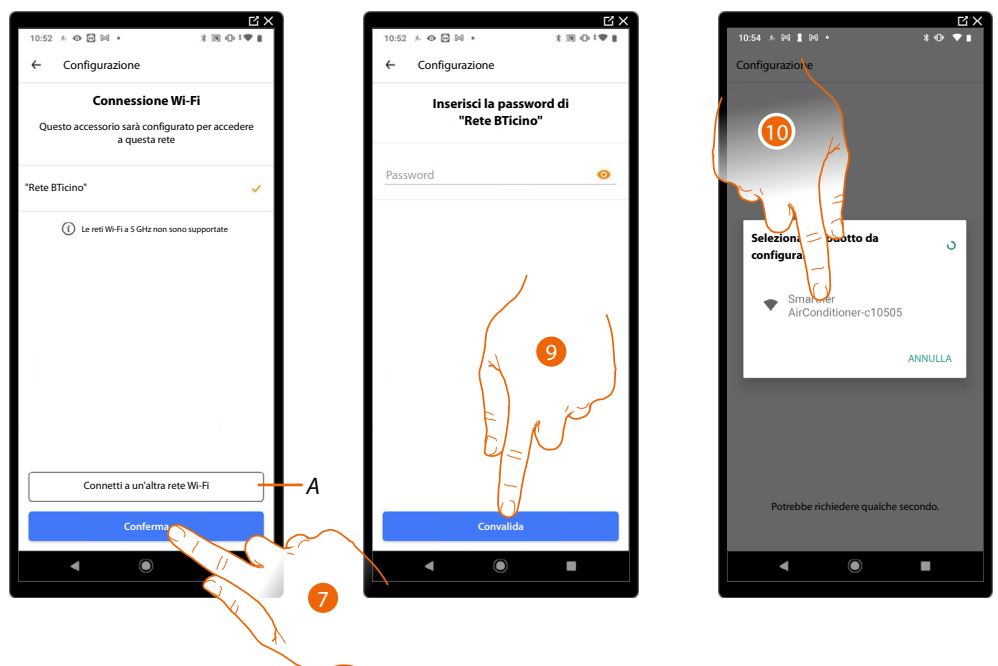 10:52
Configurazione
Connessione Wi-Fi
Questo accessorio sarà configurato per accedere
a questa rete
"Rete BTicino"
Le reti Wi-Fi a 5 GHz non sono supportate
Connetti a un'altra rete Wi-Fi
A
Conferma
7
10:52
Configurazione
Inserisci la password di
"Rete BTicino"
Password
9
Convalida
10:54
Configurazione
10
Seleziona dotto da
configura
Smarther
AirConditioner-c10505
ANNULLA
Potrebbe richiedere qualche secondo.